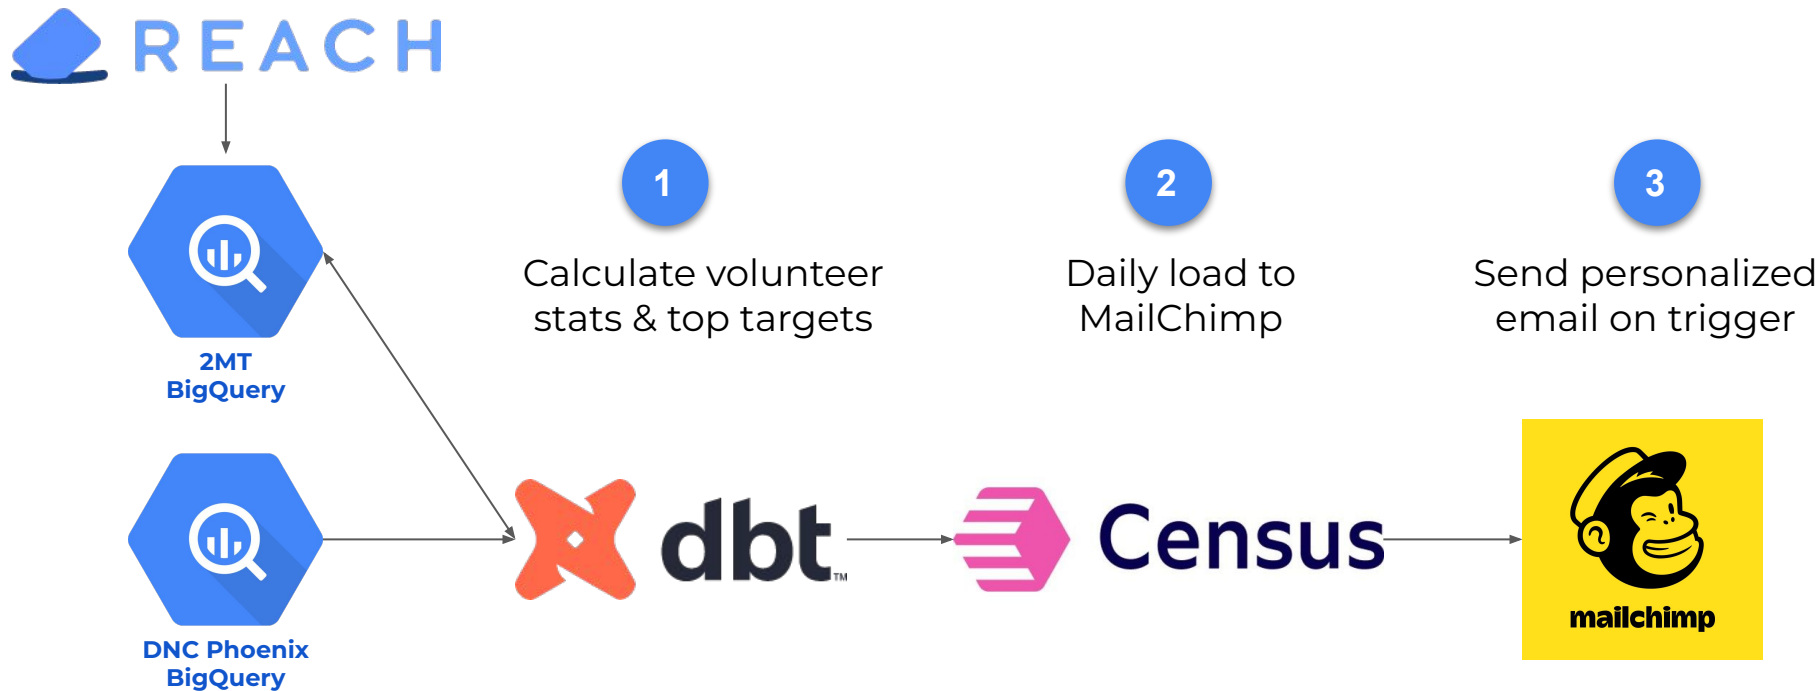 REACH
1
2
3
Calculate volunteer
stats & top targets
Daily load to
MailChimp
Send personalized
email on trigger
2MT
BigQuery
dbt™
Census
mailchimp
DNC Phoenix
BigQuery